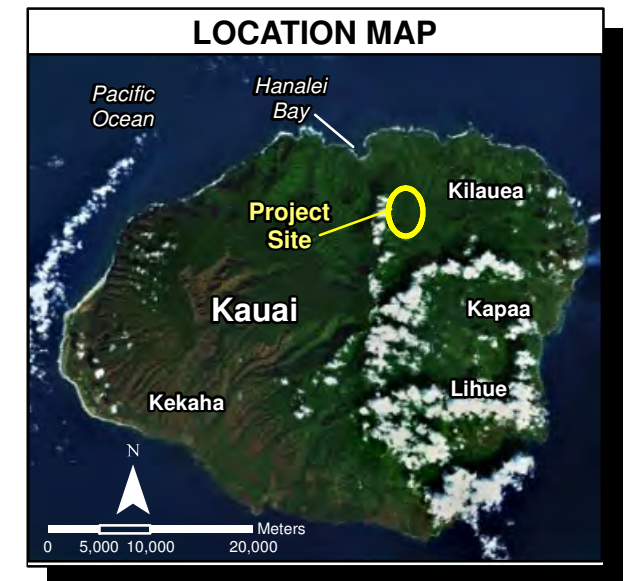 LOCATION MAP
Pacific
Ocean
Hanalei
Bay
Kilauea
Project
Site
Kauai
Kapaa
Lihue
Kekaha
N
Meters
0 5,000 10,000 20,000